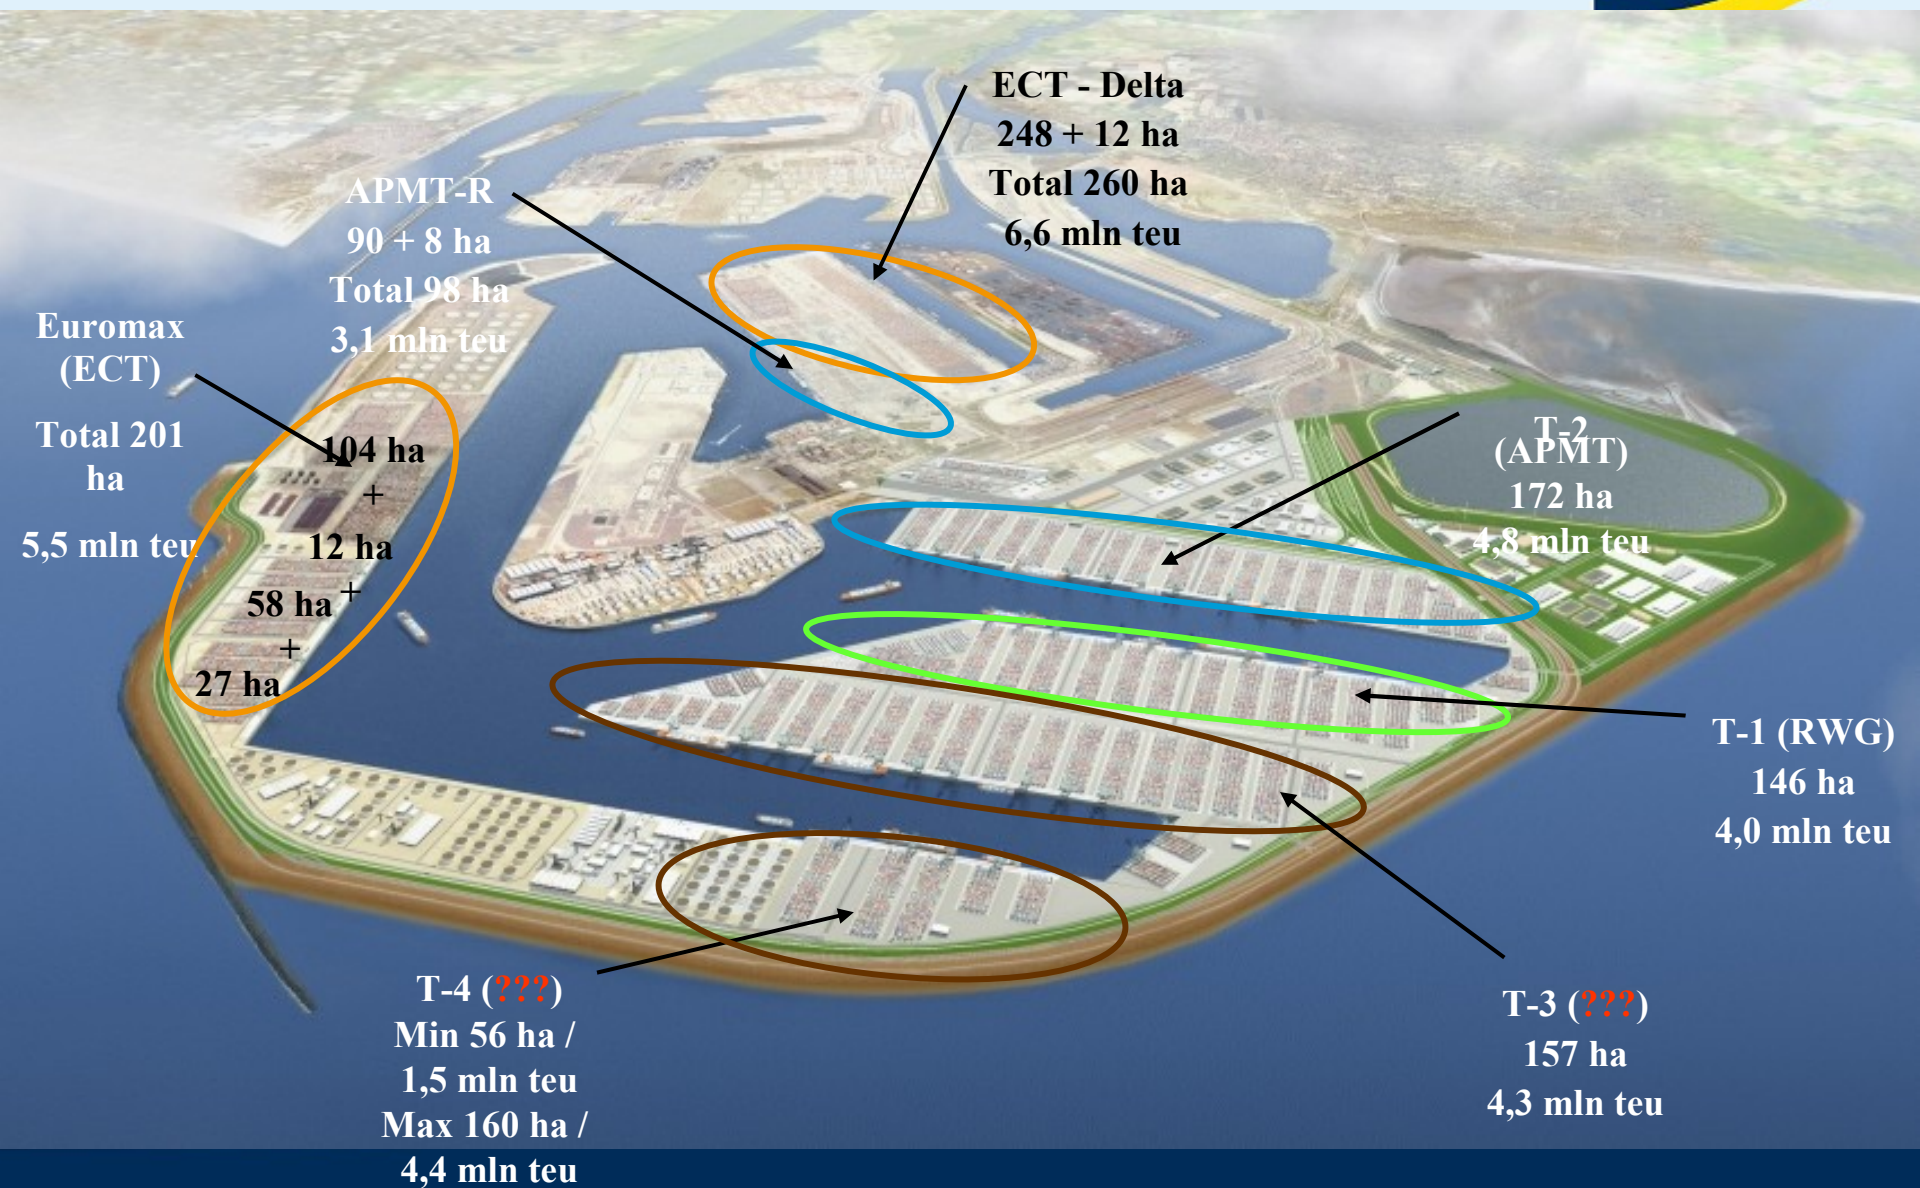 ECT - Delta
248 + 12 ha
Total 260 ha
6,6 mln teu
APMT-R
90 + 8 ha
Total 98 ha
3,1 mln teu
Euromax
(ECT)
Total 201
ha
5,5 mln teu
104 ha
+
12 ha
+
58 ha
+
27 ha
T-2
(APMT)
172 ha
4,8 mln teu
T-1 (RWG)
146 ha
4,0 mln teu
T-4 (???)
Min 56 ha /
1,5 mln teu
Max 160 ha /
4,4 mln teu
T-3 (???)
157 ha
4,3 mln teu